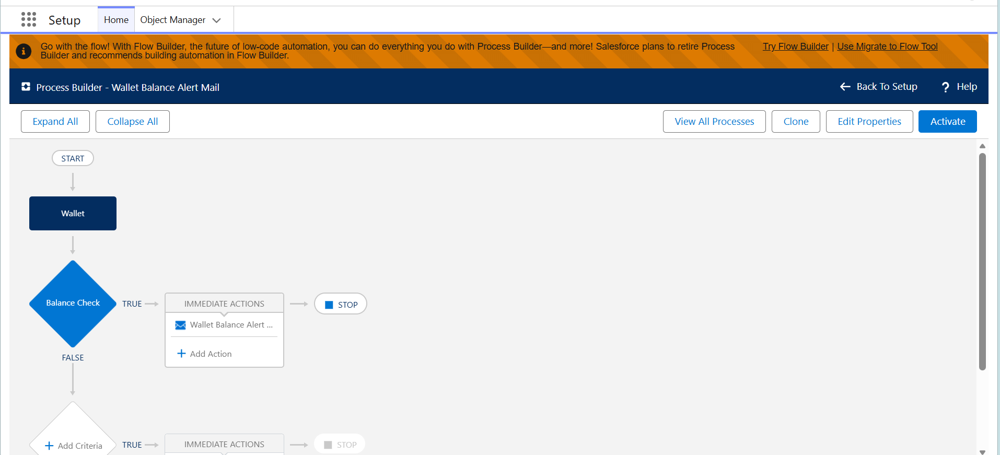 Setup
Home
Object Manager
Go with the flow! With Flow Builder, the future of low-code automation, you can do everything you do with Process Builder—and more! Salesforce plans to retire Process
Builder and recommends building automation in Flow Builder.
Try Flow Builder | Use Migrate to Flow Tool
Process Builder - Wallet Balance Alert Mail
Back To Setup
? Help
Expand All
Collapse All
View All Processes
Clone
Edit Properties
Activate
START
Wallet
Balance Check
TRUE
IMMEDIATE ACTIONS
STOP
Wallet Balance Alert ...
+ Add Action
FALSE
+ Add Criteria
TRUE
IMMEDIATE ACTIONS
STOP